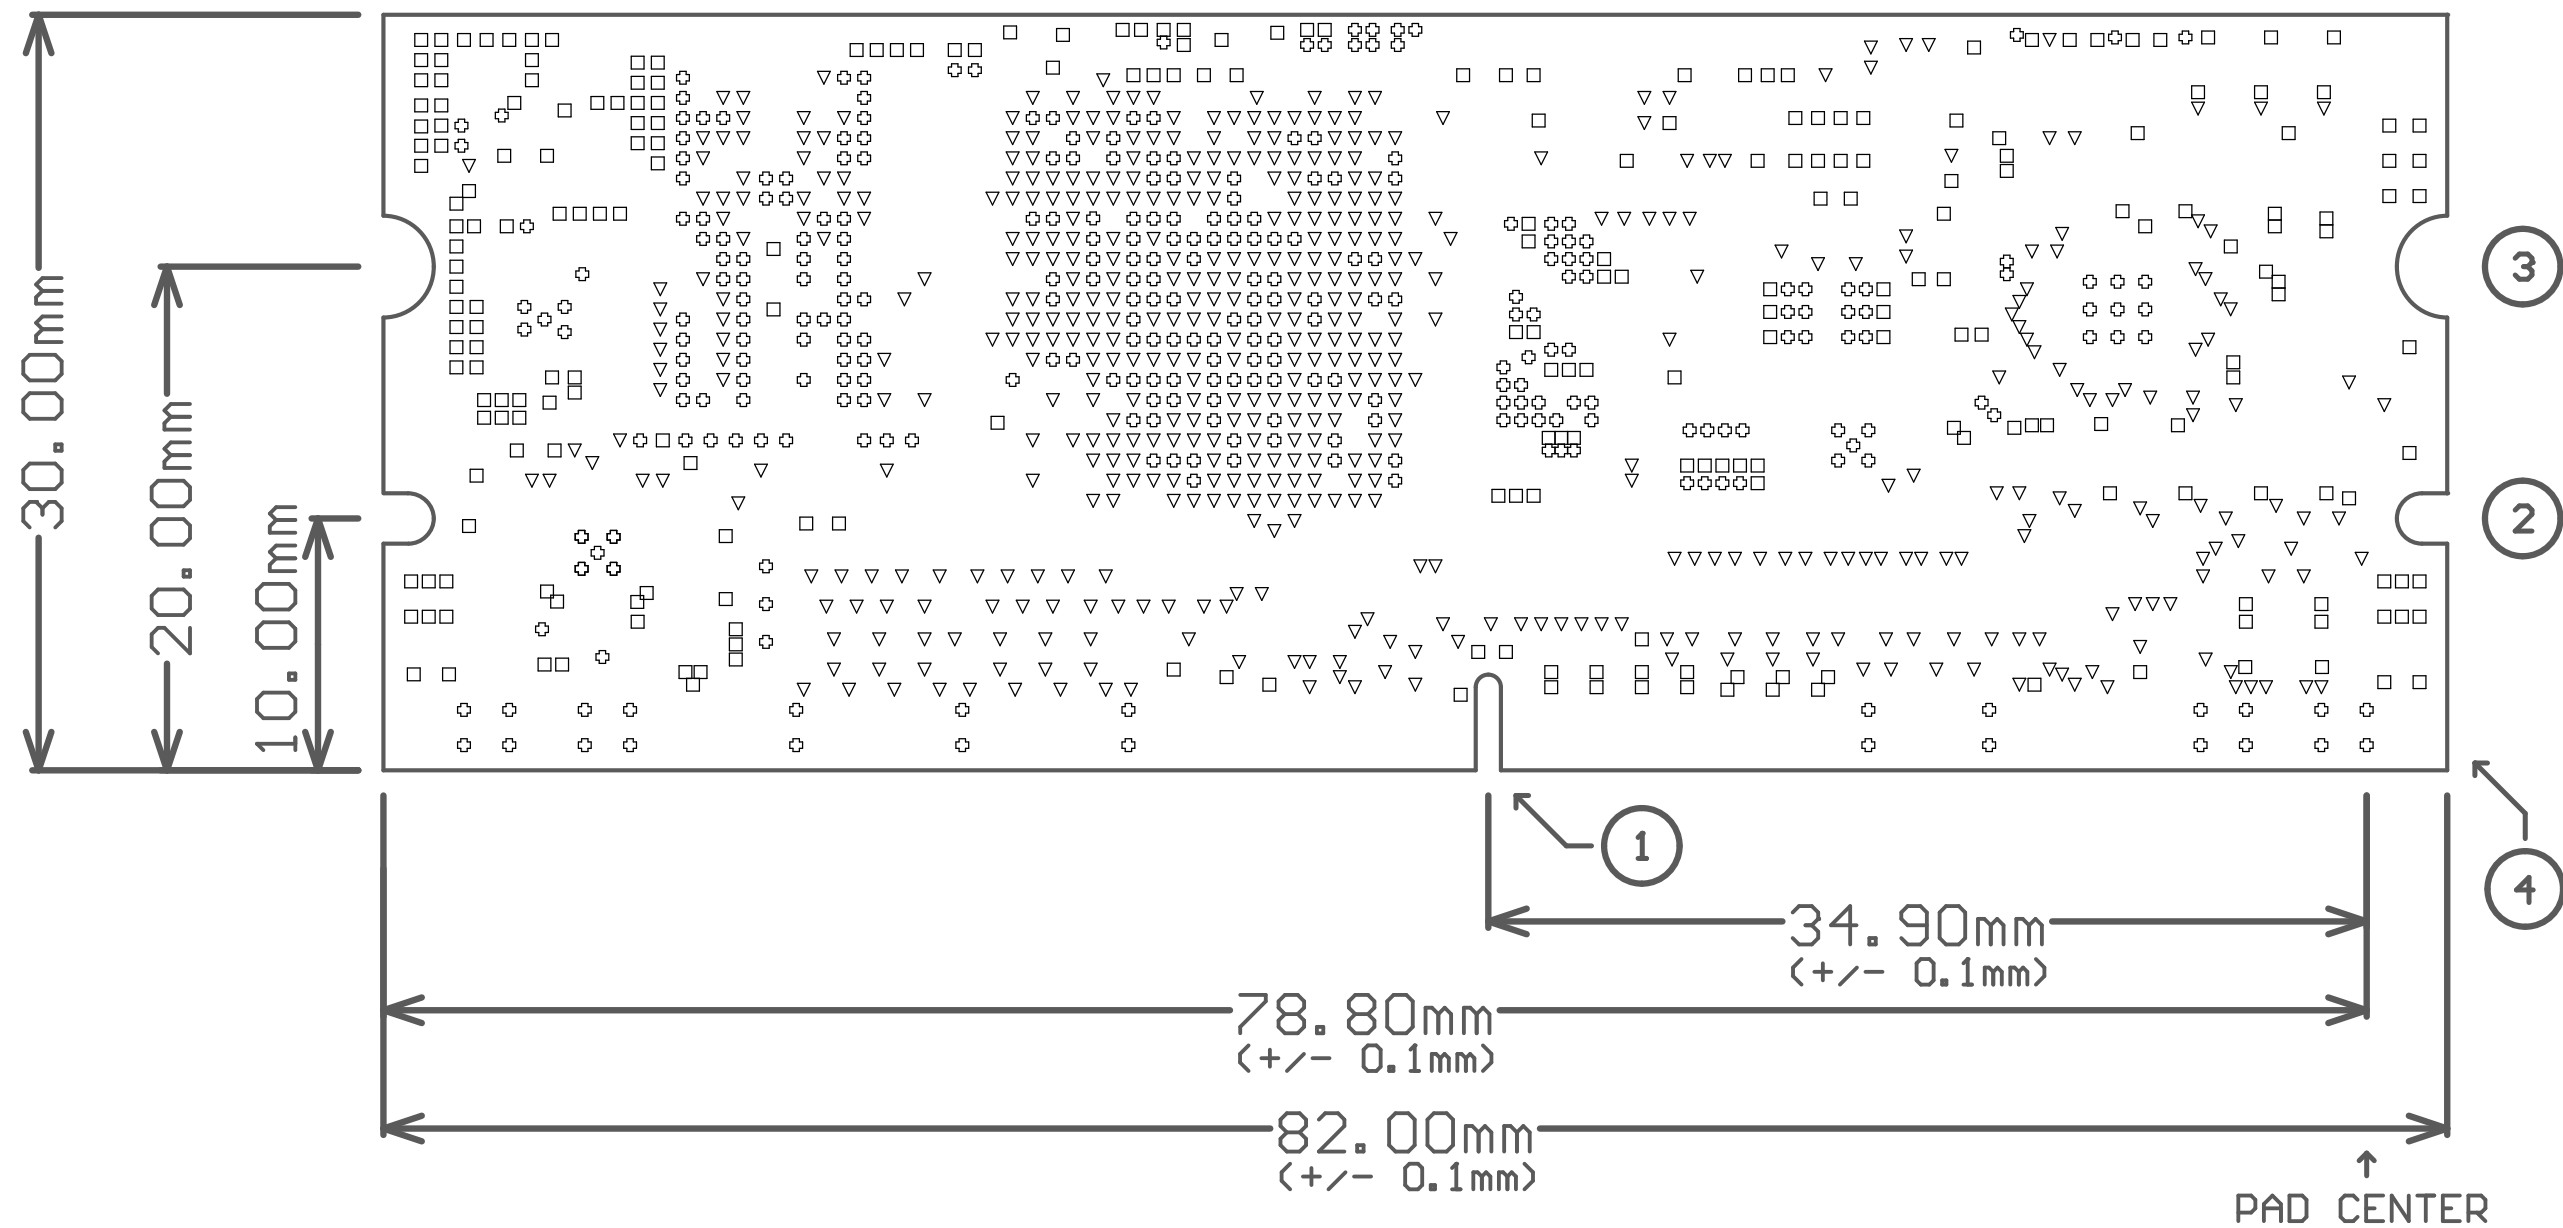 3
30.00mm
20.00mm
10.00mm
2
1
4
34.90mm
(+/- 0.1mm)
78.80mm
(+/- 0.1mm)
82.00mm
(+/- 0.1mm)
PAD CENTER